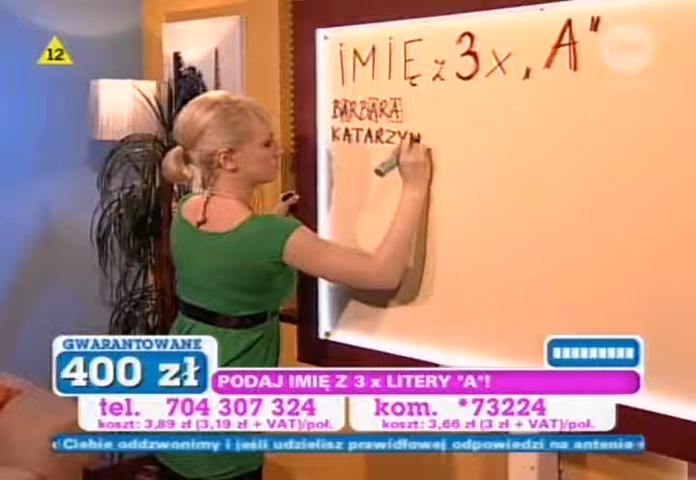 12
IMIĘ z 3 x „A”
BARBARA
KATARZYN
GWARANTOWANE
400 zł
PODAJ IMIĘ Z 3 x LITERY "A"!
tel. 704 307 324
koszt: 3,89 zł (3,19 zł + VAT)/poł.
kom. *73224
koszt: 3,66 zł (3 zł + VAT)/poł.
Ciebie oddzwonimy i jeśli udzielisz prawidłowej odpowiedzi na antenie